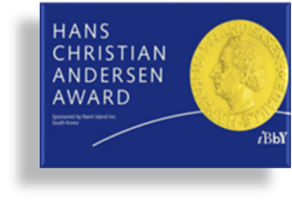 HANS
CHRISTIAN
ANDERSEN
AWARD
Sponsored by Nami Island Inc.
South Korea
iBbY